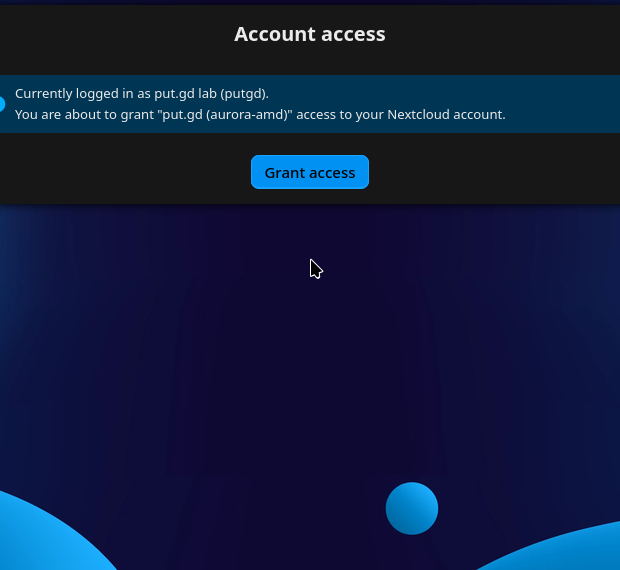 Account access
Currently logged in as put.gd lab (putgd).
You are about to grant "put.gd (aurora-amd)" access to your Nextcloud account.
Grant access